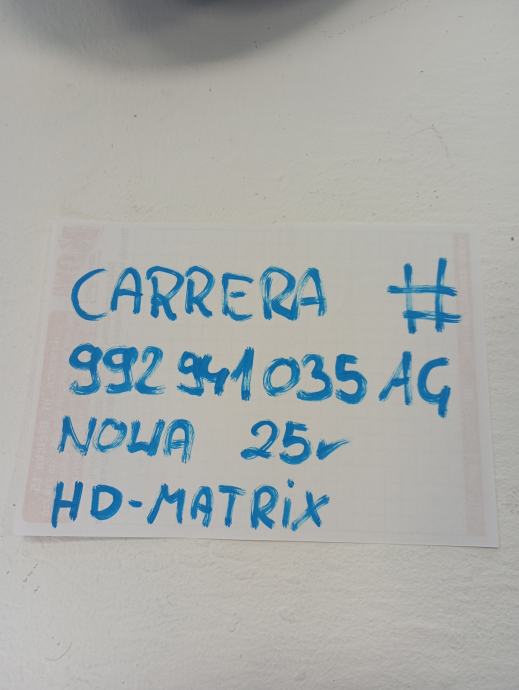 CARRERA #
992 941 035 AG
NOWA 25r
HD-MATRiX